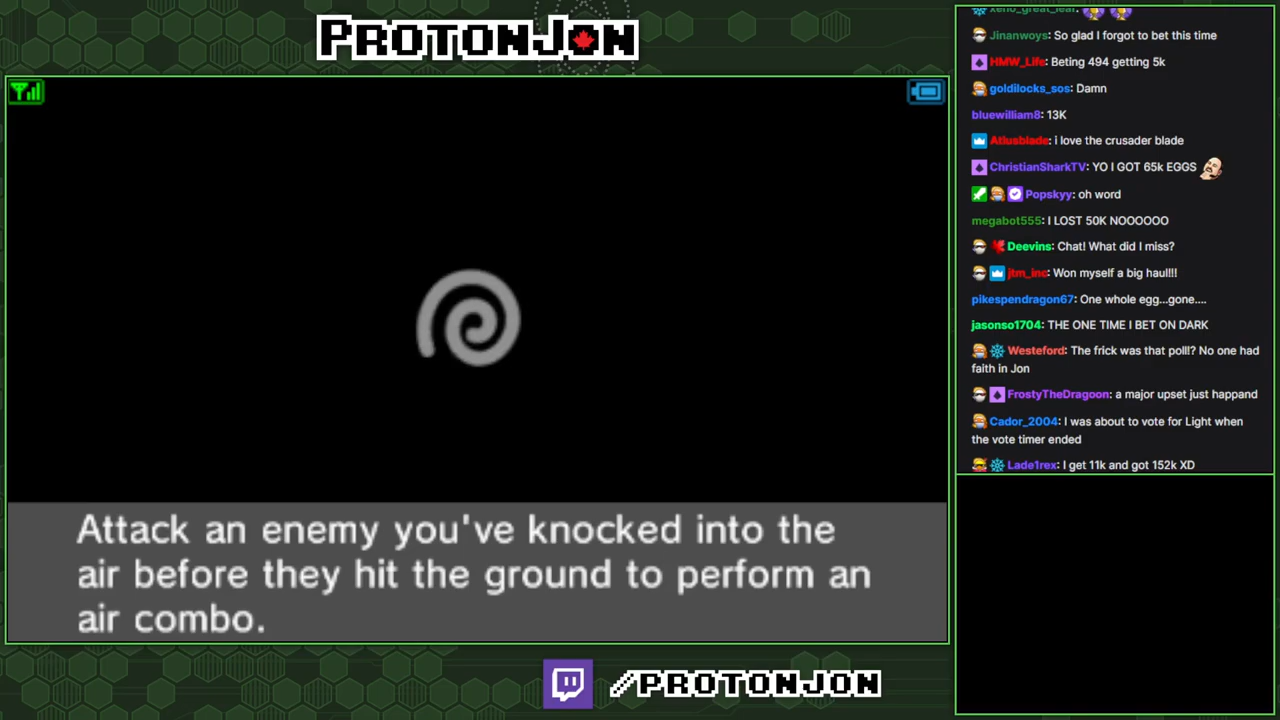 PROTONJON
Attack an enemy you've knocked into the
air before they hit the ground to perform an
air combo.
/PROTONJON
xeno_great_leaf
Jinanwoys: So glad I forgot to bet this time
HMW_Life: Beting 494 getting 5k
goldilocks_sos: Damn
bluewilliam8: 13K
Atlusblade: i love the crusader blade
ChristianSharkTV: YO I GOT 65k EGGS
Popskyy: oh word
megabot555: I LOST 50K NOOOOOO
Deevins: Chat! What did I miss?
jtm_inc: Won myself a big haul!!!
pikespendragon67: One whole egg...gone....
jasonso1704: THE ONE TIME I BET ON DARK
Westeford: The frick was that poll!? No one had
faith in Jon
FrostyTheDragoon: a major upset just happand
Cador_2004: I was about to vote for Light when
the vote timer ended
Lade1rex: I get 11k and got 152k XD